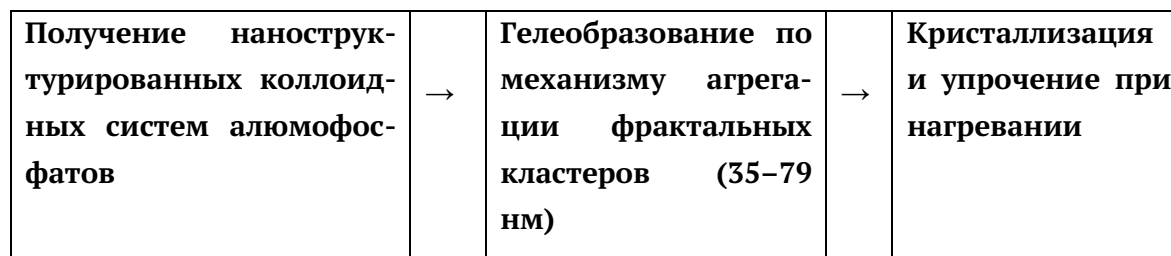 Получение нанострук-
турированных коллоид-
ных систем алюмофос-
фатов
→
Гелеобразование по
механизму агрега-
ции фрактальных
кластеров (35–79
нм)
→
Кристаллизация
и упрочение при
нагревании